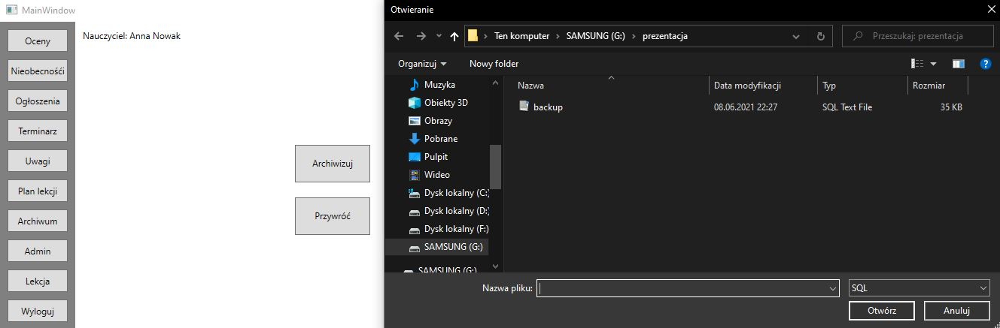 MainWindow
Oceny
Nieobecnośći
Ogłoszenia
Terminarz
Uwagi
Plan lekcji
Archiwum
Admin
Lekcja
Wyloguj
Nauczyciel: Anna Nowak
Archiwizuj
Przywróć
Otwieranie
Ten komputer
SAMSUNG (G:)
prezentacja
Przeszukaj: prezentacja
Organizuj
Nowy folder
Muzyka
Obiekty 3D
Obrazy
Pobrane
Pulpit
Wideo
Dysk lokalny (C:)
Dysk lokalny (D:)
Dysk lokalny (F:)
SAMSUNG (G:)
SAMSUNG (G:)
Nazwa Data modyfikacji Typ Rozmiar
backup 08.06.2021 22:27 SQL Text File 35 KB
Nazwa pliku: SQL
Otwórz Anuluj